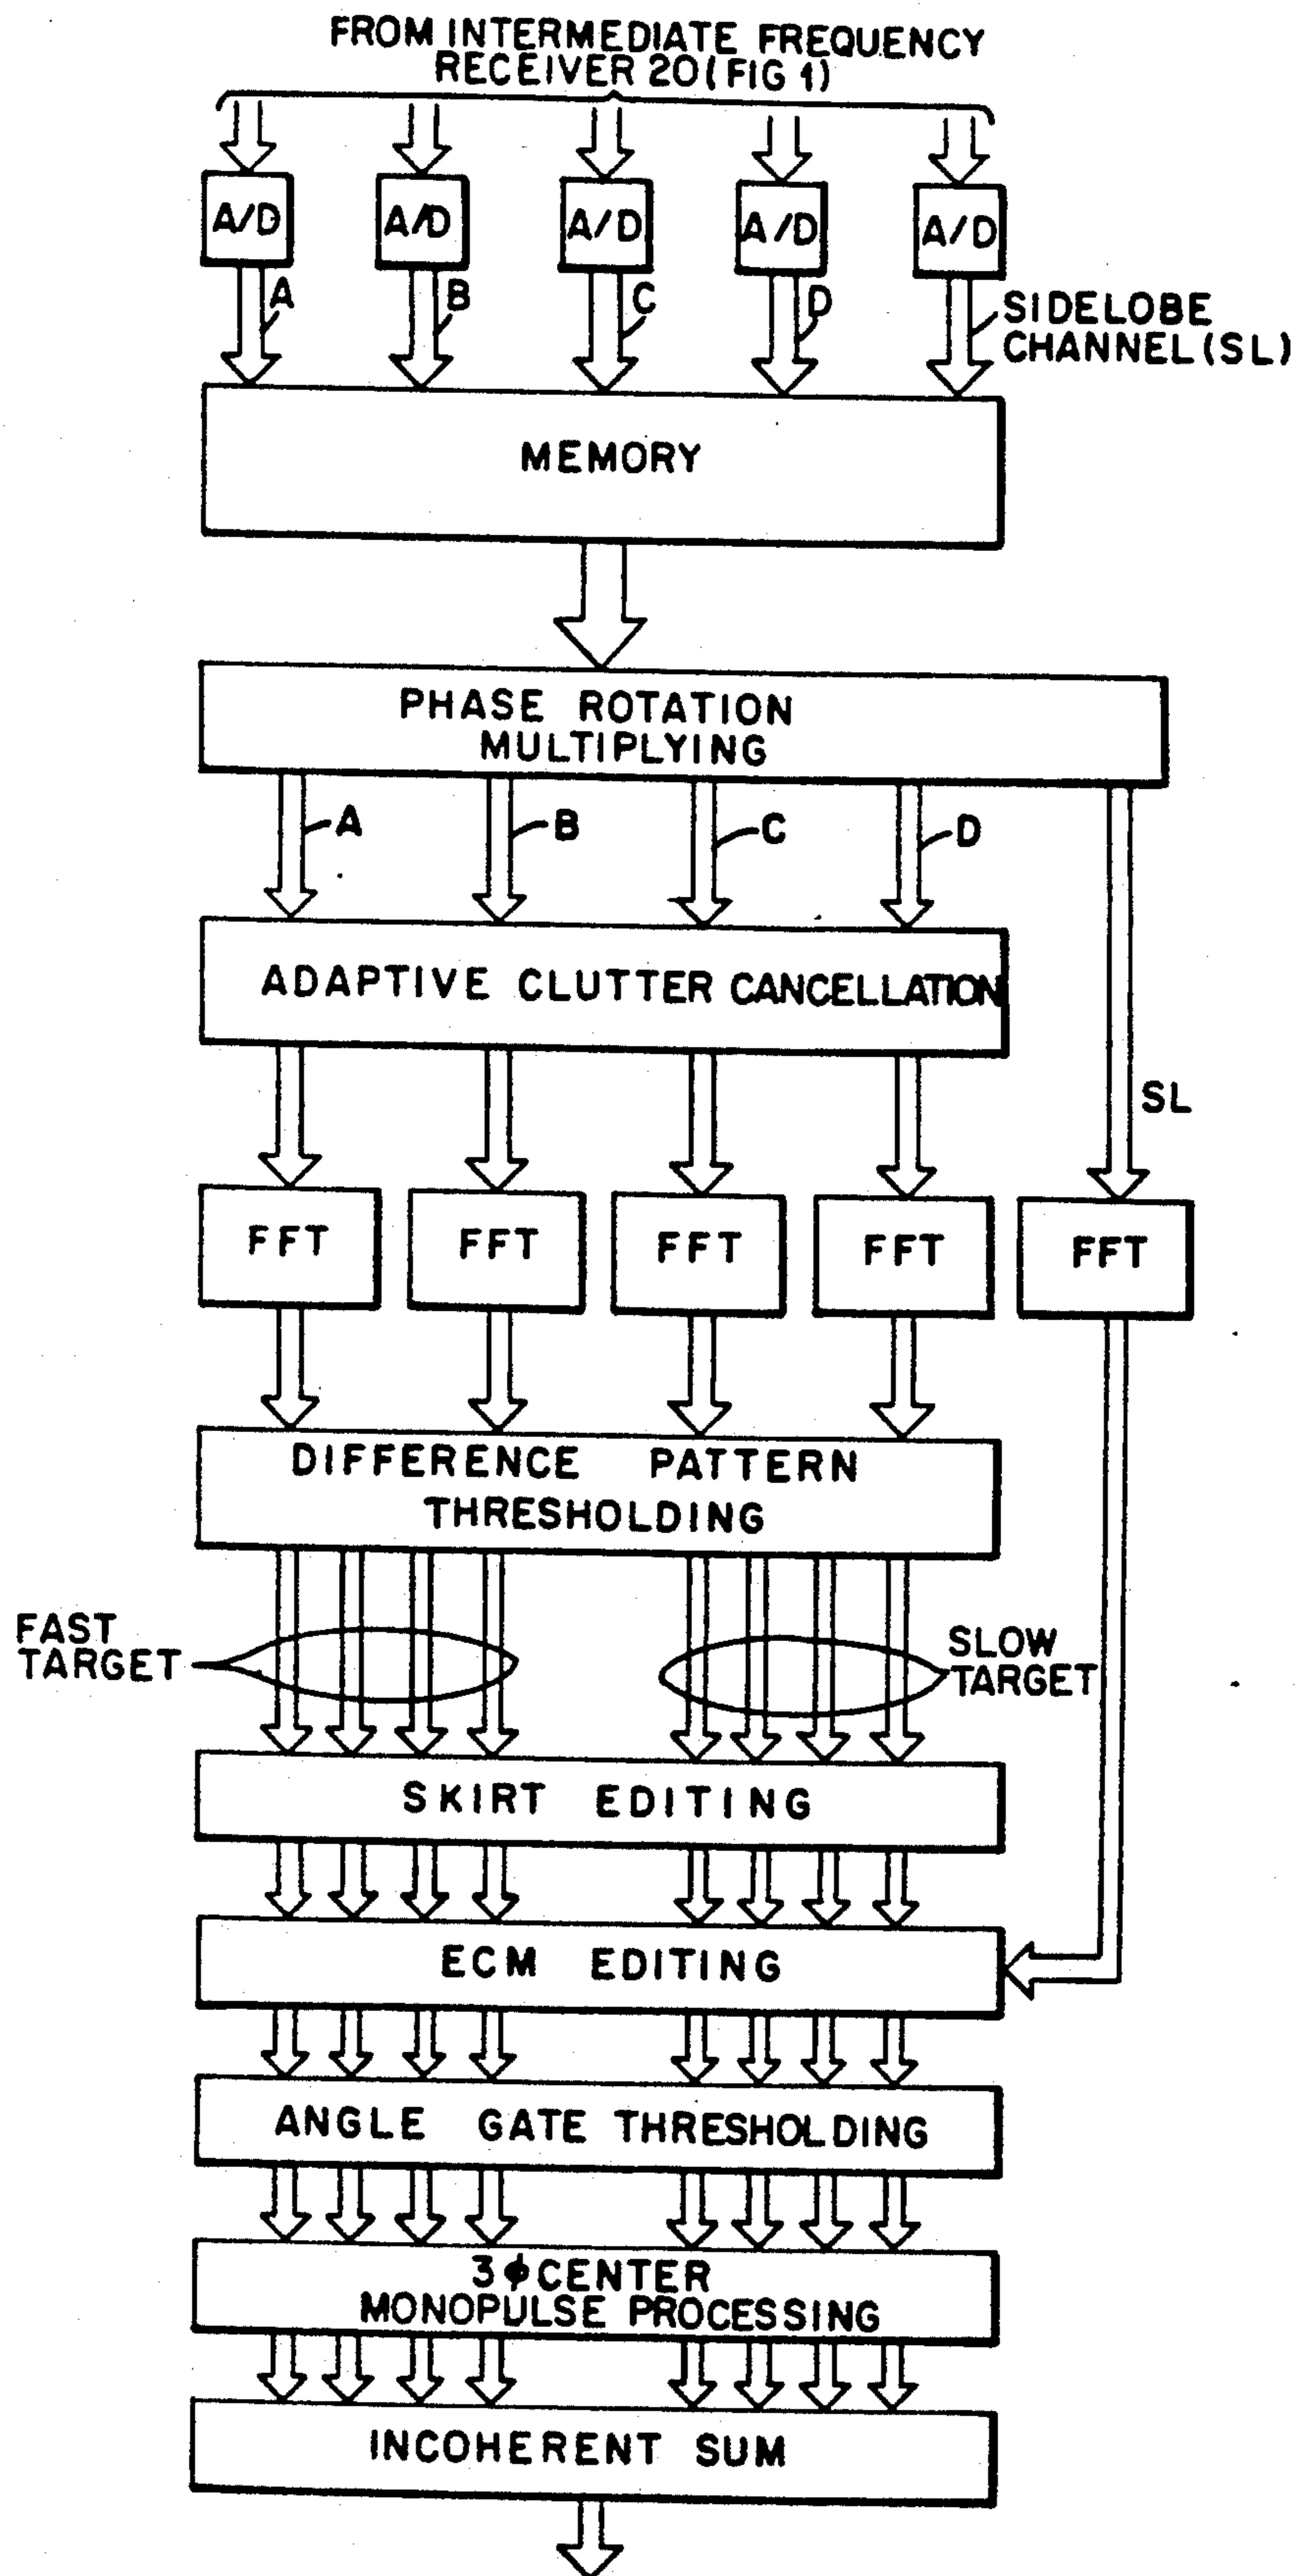 FROM INTERMEDIATE FREQUENCY
RECEIVER 20 (FIG 1)
A/D A/D A/D A/D A/D
A B C D SIDELOBE
CHANNEL (SL)
MEMORY
PHASE ROTATION
MULTIPLYING
A B C D
ADAPTIVE CLUTTER CANCELLATION
SL
FFT FFT FFT FFT FFT
DIFFERENCE PATTERN
THRESHOLDING
FAST
TARGET
SLOW
TARGET
SKIRT EDITING
ECM EDITING
ANGLE GATE THRESHOLDING
3 ϕ CENTER
MONOPULSE PROCESSING
INCOHERENT SUM